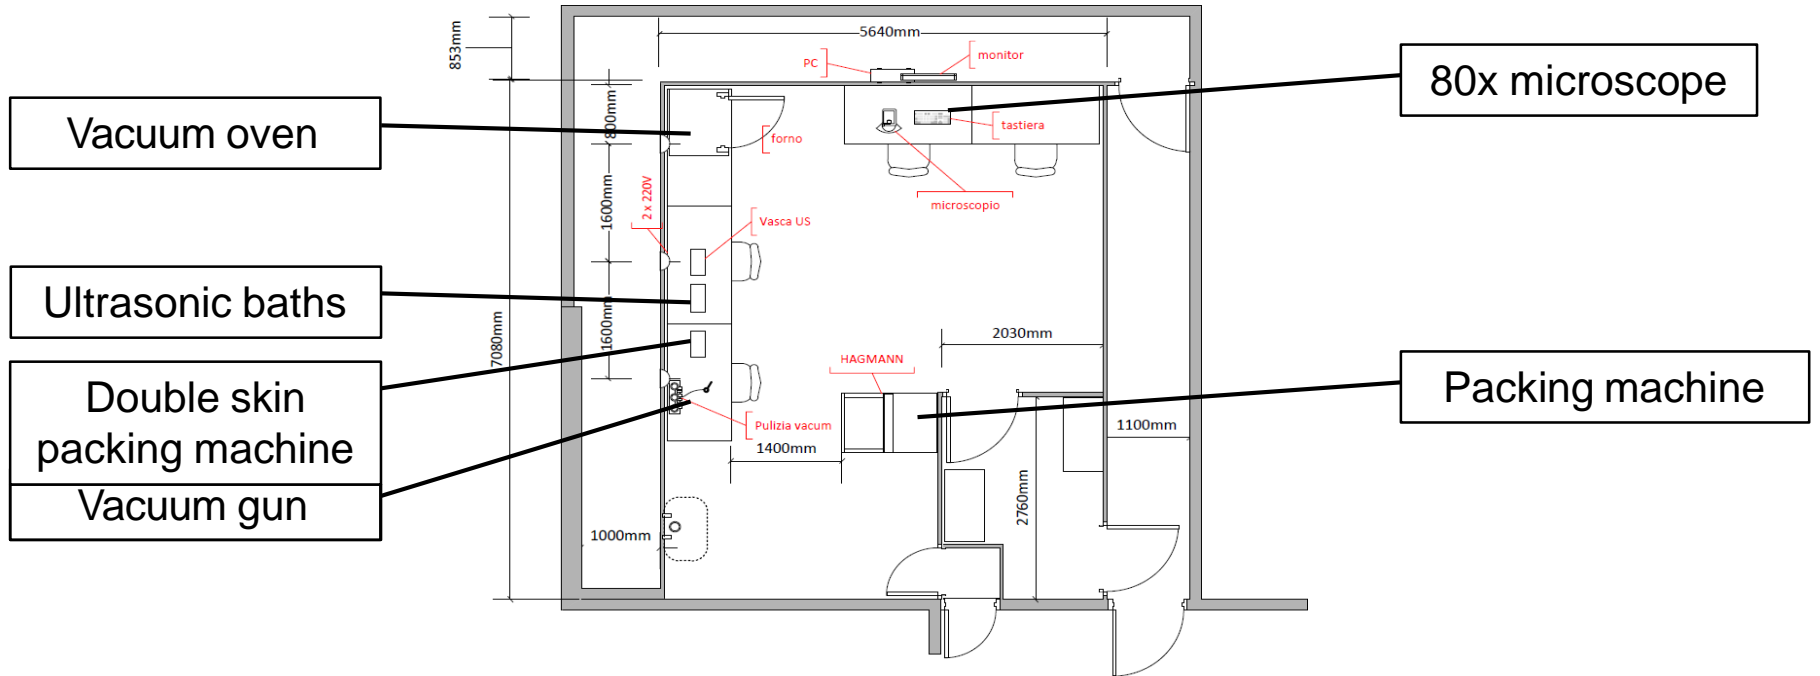 5640mm
853mm
PC
monitor
80x microscope
Vacuum oven
800mm
forno
tastiera
microscopio
2 x 220V
1600mm
Vasca US
Ultrasonic baths
1600mm
7080mm
2030mm
HAGMANN
Double skin
packing machine
Packing machine
Pulizia vacum
1400mm
1100mm
Vacuum gun
2760mm
1000mm